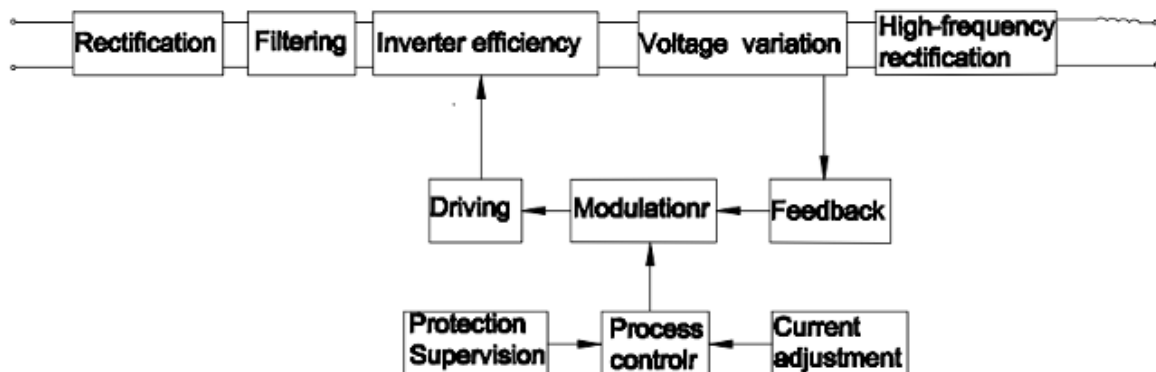 Rectification
Filtering
Inverter efficiency
Voltage variation
High-frequency
rectification
Driving
Modulationr
Feedback
Protection
Supervision
Process
controlr
Current
adjustment